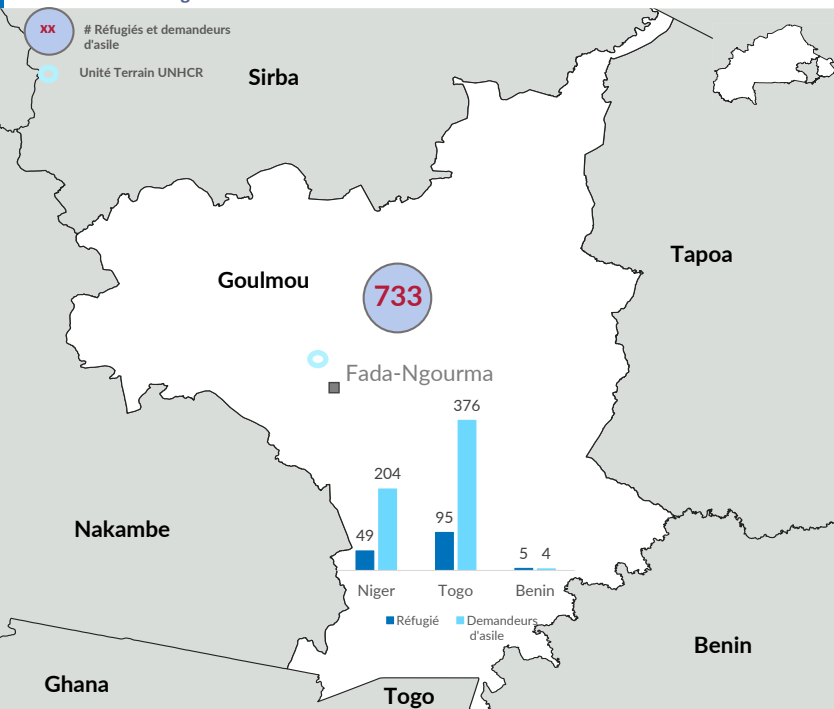 xx
# Réfugiés et demandeurs
d'asile
Unité Terrain UNHCR
Sirba
Tapoa
Goulmou
733
Fada-Ngourma
376
204
95
49
5
4
Nakambe
Niger
Togo
Benin
Réfugié
Demandeurs
d'asile
Benin
Ghana
Togo